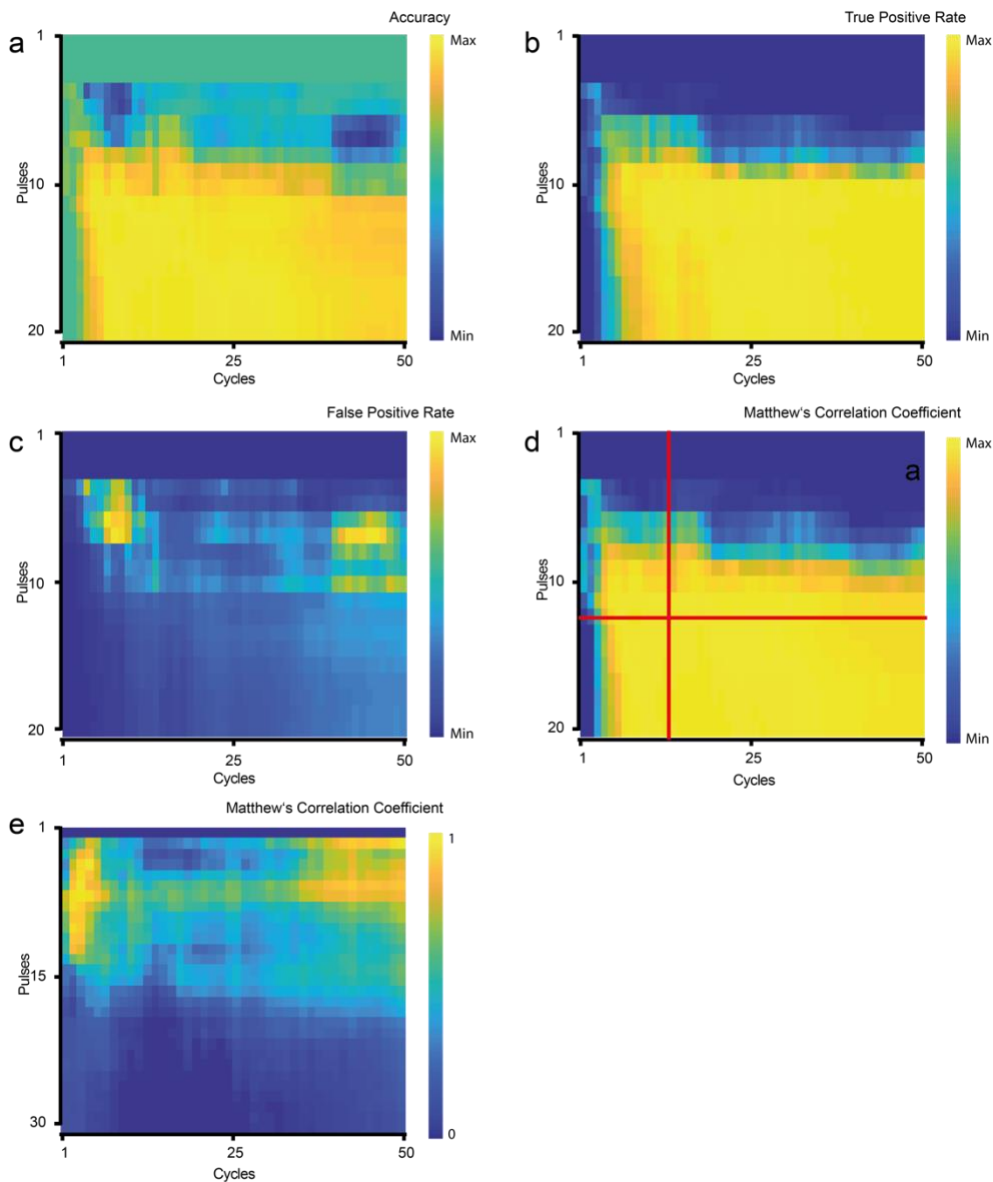 Accuracy
a
1
10
20
Pulses
1
25
50
Cycles
Max
Min
True Positive Rate
b
1
10
20
Pulses
1
25
50
Cycles
Max
Min
False Positive Rate
c
1
10
20
Pulses
1
25
50
Cycles
Max
Min
Matthew's Correlation Coefficient
d
a
1
10
20
Pulses
1
25
50
Cycles
Max
Min
Matthew's Correlation Coefficient
e
1
15
30
Pulses
1
25
50
Cycles
1
0